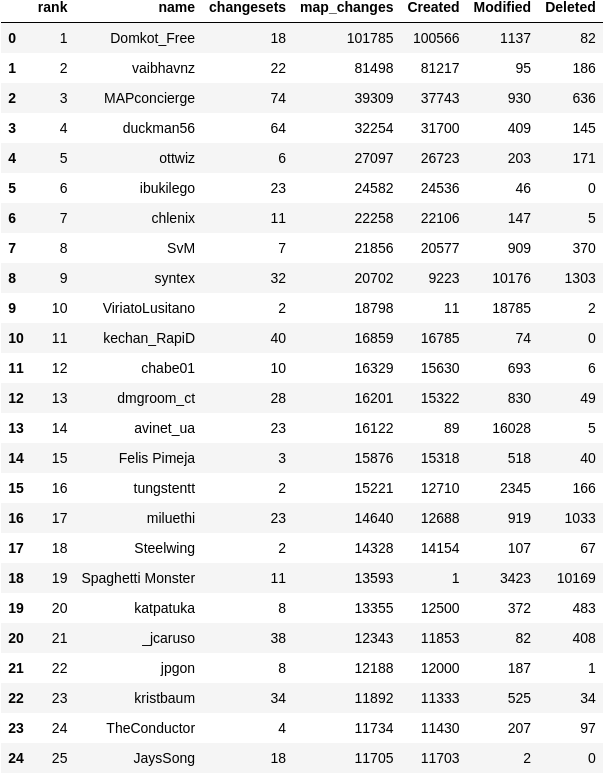 rank name changesets map_changes Created Modified Deleted
0 1 Domkot_Free 18 101785 100566 1137 82
1 2 vaibhavnz 22 81498 81217 95 186
2 3 MAPconcierge 74 39309 37743 930 636
3 4 duckman56 64 32254 31700 409 145
4 5 ottwiz 6 27097 26723 203 171
5 6 ibukilego 23 24582 24536 46 0
6 7 chlenix 11 22258 22106 147 5
7 8 SvM 7 21856 20577 909 370
8 9 syntex 32 20702 9223 10176 1303
9 10 ViriatoLusitano 2 18798 11 18785 2
10 11 kechan_RapiD 40 16859 16785 74 0
11 12 chabe01 10 16329 15630 693 6
12 13 dmgroom_ct 28 16201 15322 830 49
13 14 avinet_ua 23 16122 89 16028 5
14 15 Felis Pimeja 3 15876 15318 518 40
15 16 tungstentt 2 15221 12710 2345 166
16 17 miluethi 23 14640 12688 919 1033
17 18 Steelwing 2 14328 14154 107 67
18 19 Spaghetti Monster 11 13593 1 3423 10169
19 20 katpatuka 8 13355 12500 372 483
20 21 _jcaruso 38 12343 11853 82 408
21 22 jpgon 8 12188 12000 187 1
22 23 kristbaum 34 11892 11333 525 34
23 24 TheConductor 4 11734 11430 207 97
24 25 JaysSong 18 11705 11703 2 0